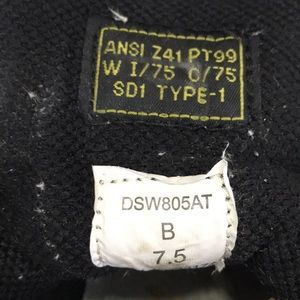 ANSI Z41 PT99
W I/75 C/75
SD1 TYPE-1
DSW805AT
B
7.5